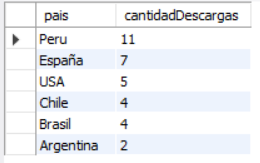 pais cantidadDescargas
Peru 11
España 7
USA 5
Chile 4
Brasil 4
Argentina 2